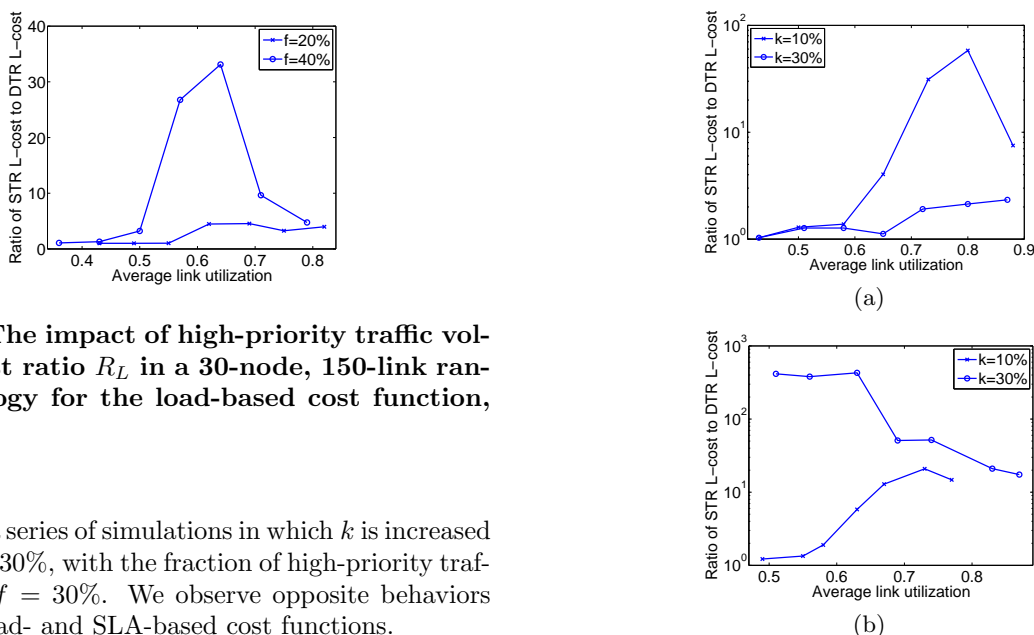 40
30
20
10
0
0.4 0.5 0.6 0.7 0.8
Ratio of STR L−cost to DTR L−cost
Average link utilization
f=20%
f=40%
The impact of high-priority traffic vol-
st ratio R_L in a 30-node, 150-link ran-
ogy for the load-based cost function,
series of simulations in which k is increased
30%, with the fraction of high-priority traf-
f = 30%. We observe opposite behaviors
ad- and SLA-based cost functions.
10^2
10^1
10^0
0.5 0.6 0.7 0.8 0.9
Ratio of STR L−cost to DTR L−cost
Average link utilization
k=10%
k=30%
(a)
10^3
10^2
10^1
10^0
0.5 0.6 0.7 0.8
Ratio of STR L−cost to DTR L−cost
Average link utilization
k=10%
k=30%
(b)